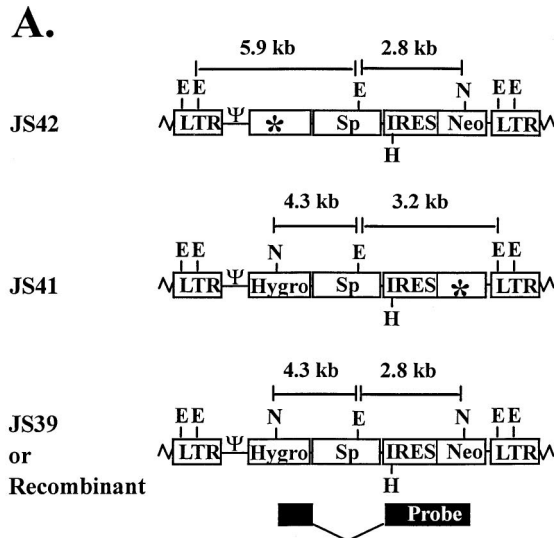 A.
5.9 kb 2.8 kb
E E E N E E
JS42 LTR Ψ * Sp IRES Neo LTR
H
4.3 kb 3.2 kb
E E N E E E
JS41 LTR Ψ Hygro Sp IRES * LTR
H
4.3 kb 2.8 kb
JS39 E E N E N E E
or LTR Ψ Hygro Sp IRES Neo LTR
Recombinant H
Probe